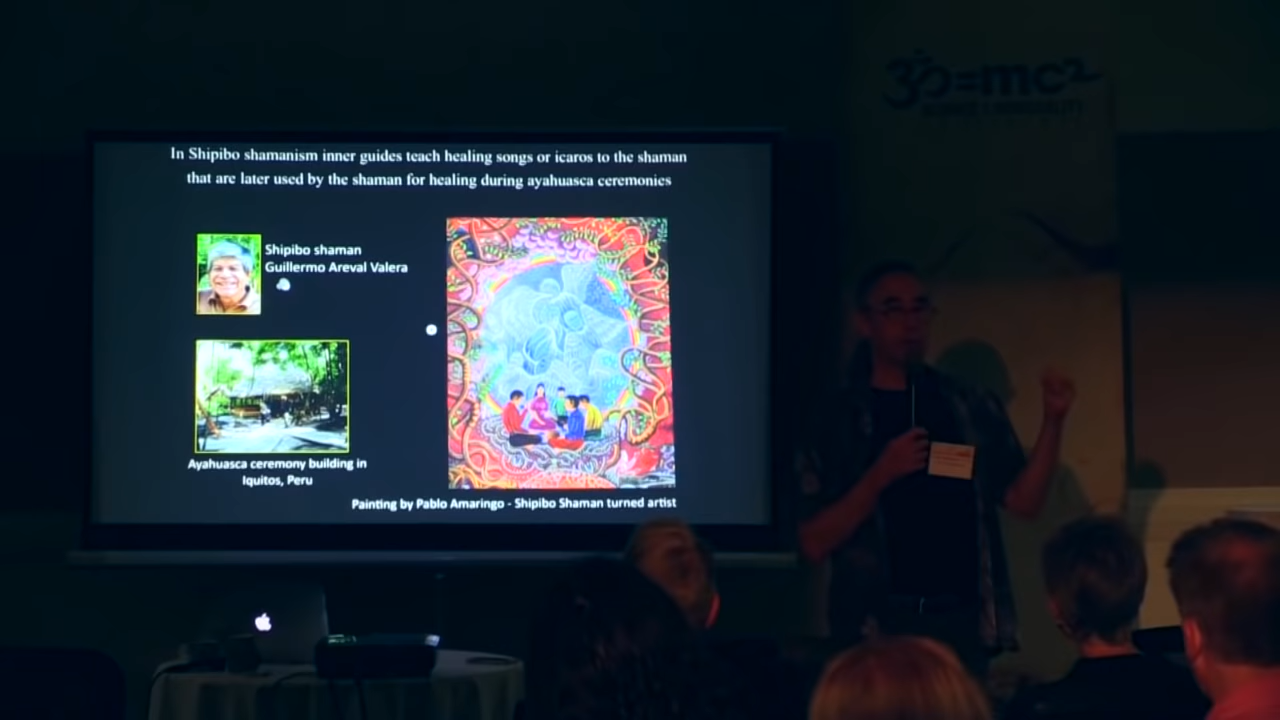 ॐ=mc²
In Shipibo shamanism inner guides teach healing songs or icaros to the shaman
that are later used by the shaman for healing during ayahuasca ceremonies
Shipibo shaman
Guillermo Areval Valera
Ayahuasca ceremony building in
Iquitos, Peru
Painting by Pablo Amaringo - Shipibo Shaman turned artist